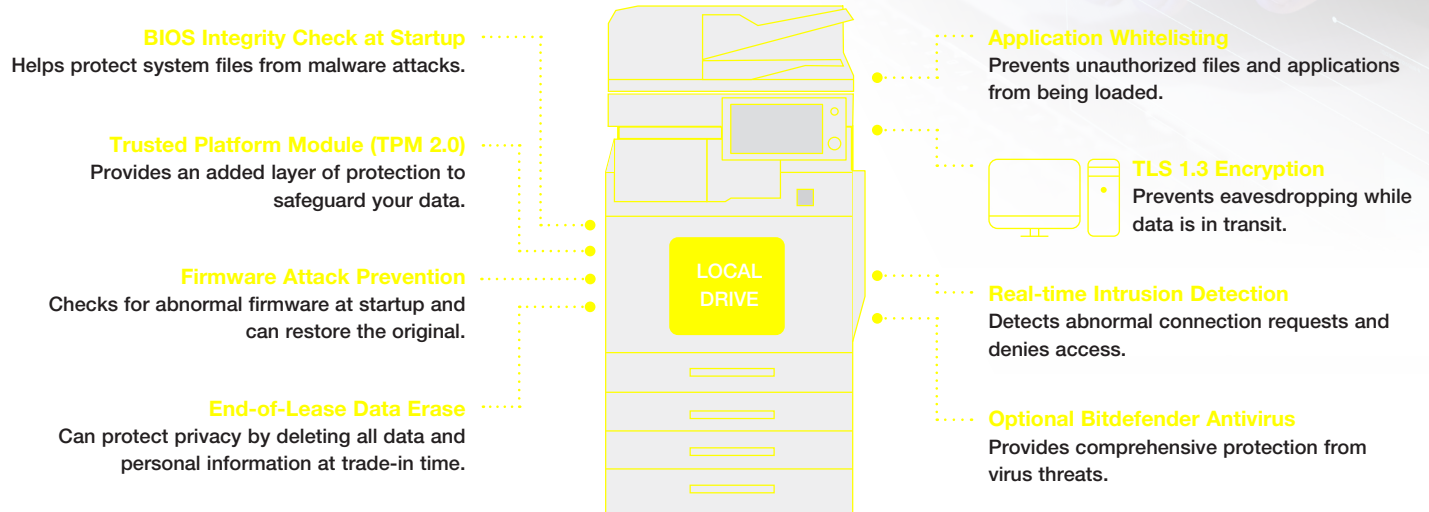 BIOS Integrity Check at Startup
Helps protect system files from malware attacks.
Trusted Platform Module (TPM 2.0)
Provides an added layer of protection to
safeguard your data.
Firmware Attack Prevention
Checks for abnormal firmware at startup and
can restore the original.
End-of-Lease Data Erase
Can protect privacy by deleting all data and
personal information at trade-in time.
LOCAL
DRIVE
Application Whitelisting
Prevents unauthorized files and applications
from being loaded.
TLS 1.3 Encryption
Prevents eavesdropping while
data is in transit.
Real-time Intrusion Detection
Detects abnormal connection requests and
denies access.
Optional Bitdefender Antivirus
Provides comprehensive protection from
virus threats.